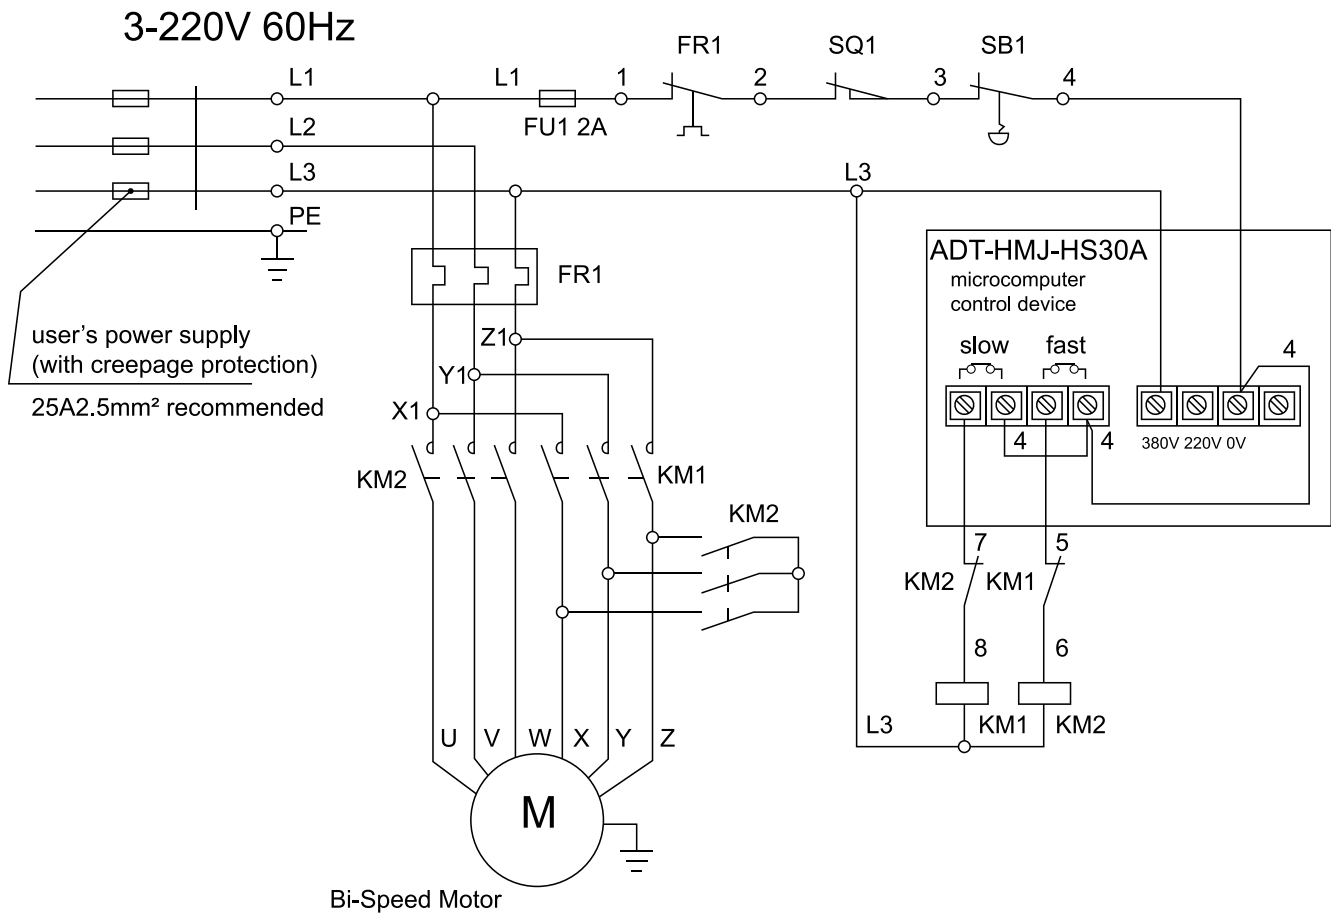 3-220V 60Hz
FR1
SQ1
SB1
L1
L1
1
2
3
4
FU1 2A
L2
L3
L3
PE
ADT-HMJ-HS30A
microcomputer
control device
FR1
user's power supply
(with creepage protection)
25A2.5mm² recommended
Z1
Y1
X1
slow
fast
4
4
4
380V 220V 0V
KM2
KM1
KM2
7
5
KM2
KM1
8
6
L3
KM1
KM2
U
V
W
X
Y
Z
M
Bi-Speed Motor